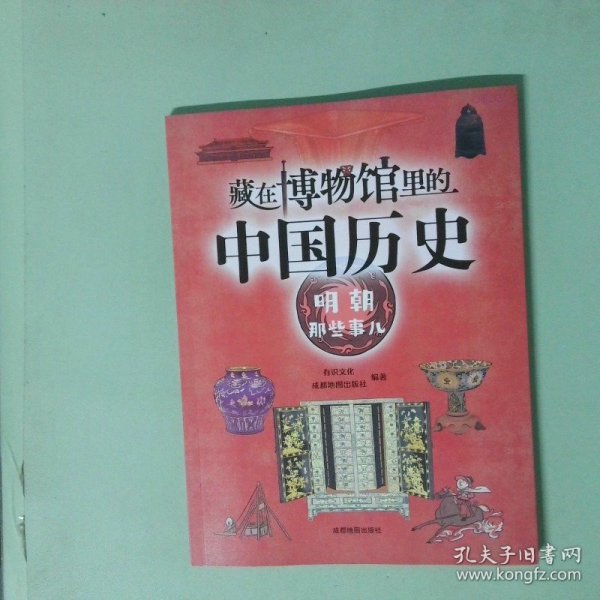 藏在博物馆里的
中国历史
明朝
那些事儿
有识文化
成都地图出版社
编著
成都地图出版社
孔夫子旧书网
www.kongfz.com